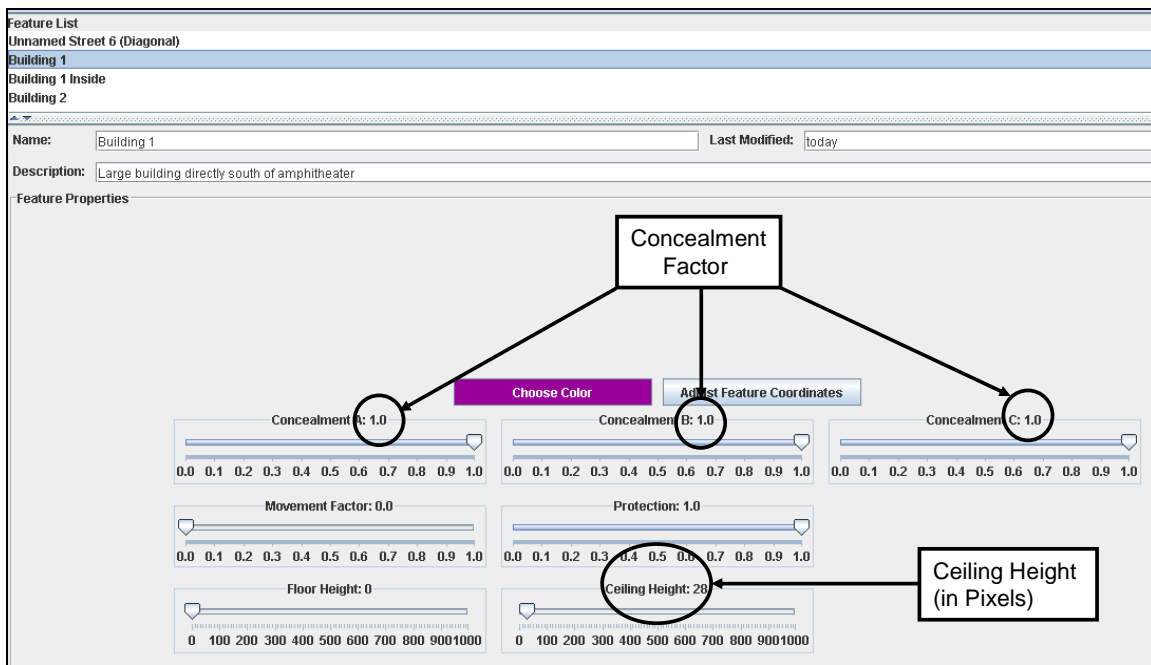 Feature List
Unnamed Street 6 (Diagonal)
Building 1
Building 1 Inside
Building 2
Name: Building 1 Last Modified: today
Description: Large building directly south of amphitheater
Feature Properties
Concealment
Factor
Choose Color Adjust Feature Coordinates
Concealment A: 1.0 Concealment B: 1.0 Concealment C: 1.0
0.0 0.1 0.2 0.3 0.4 0.5 0.6 0.7 0.8 0.9 1.0 0.0 0.1 0.2 0.3 0.4 0.5 0.6 0.7 0.8 0.9 1.0 0.0 0.1 0.2 0.3 0.4 0.5 0.6 0.7 0.8 0.9 1.0
Movement Factor: 0.0 Protection: 1.0
0.0 0.1 0.2 0.3 0.4 0.5 0.6 0.7 0.8 0.9 1.0 0.0 0.1 0.2 0.3 0.4 0.5 0.6 0.7 0.8 0.9 1.0
Floor Height: 0 Ceiling Height: 28
0 100 200 300 400 500 600 700 800 9001000 0 100 200 300 400 500 600 700 800 9001000
Ceiling Height
(in Pixels)